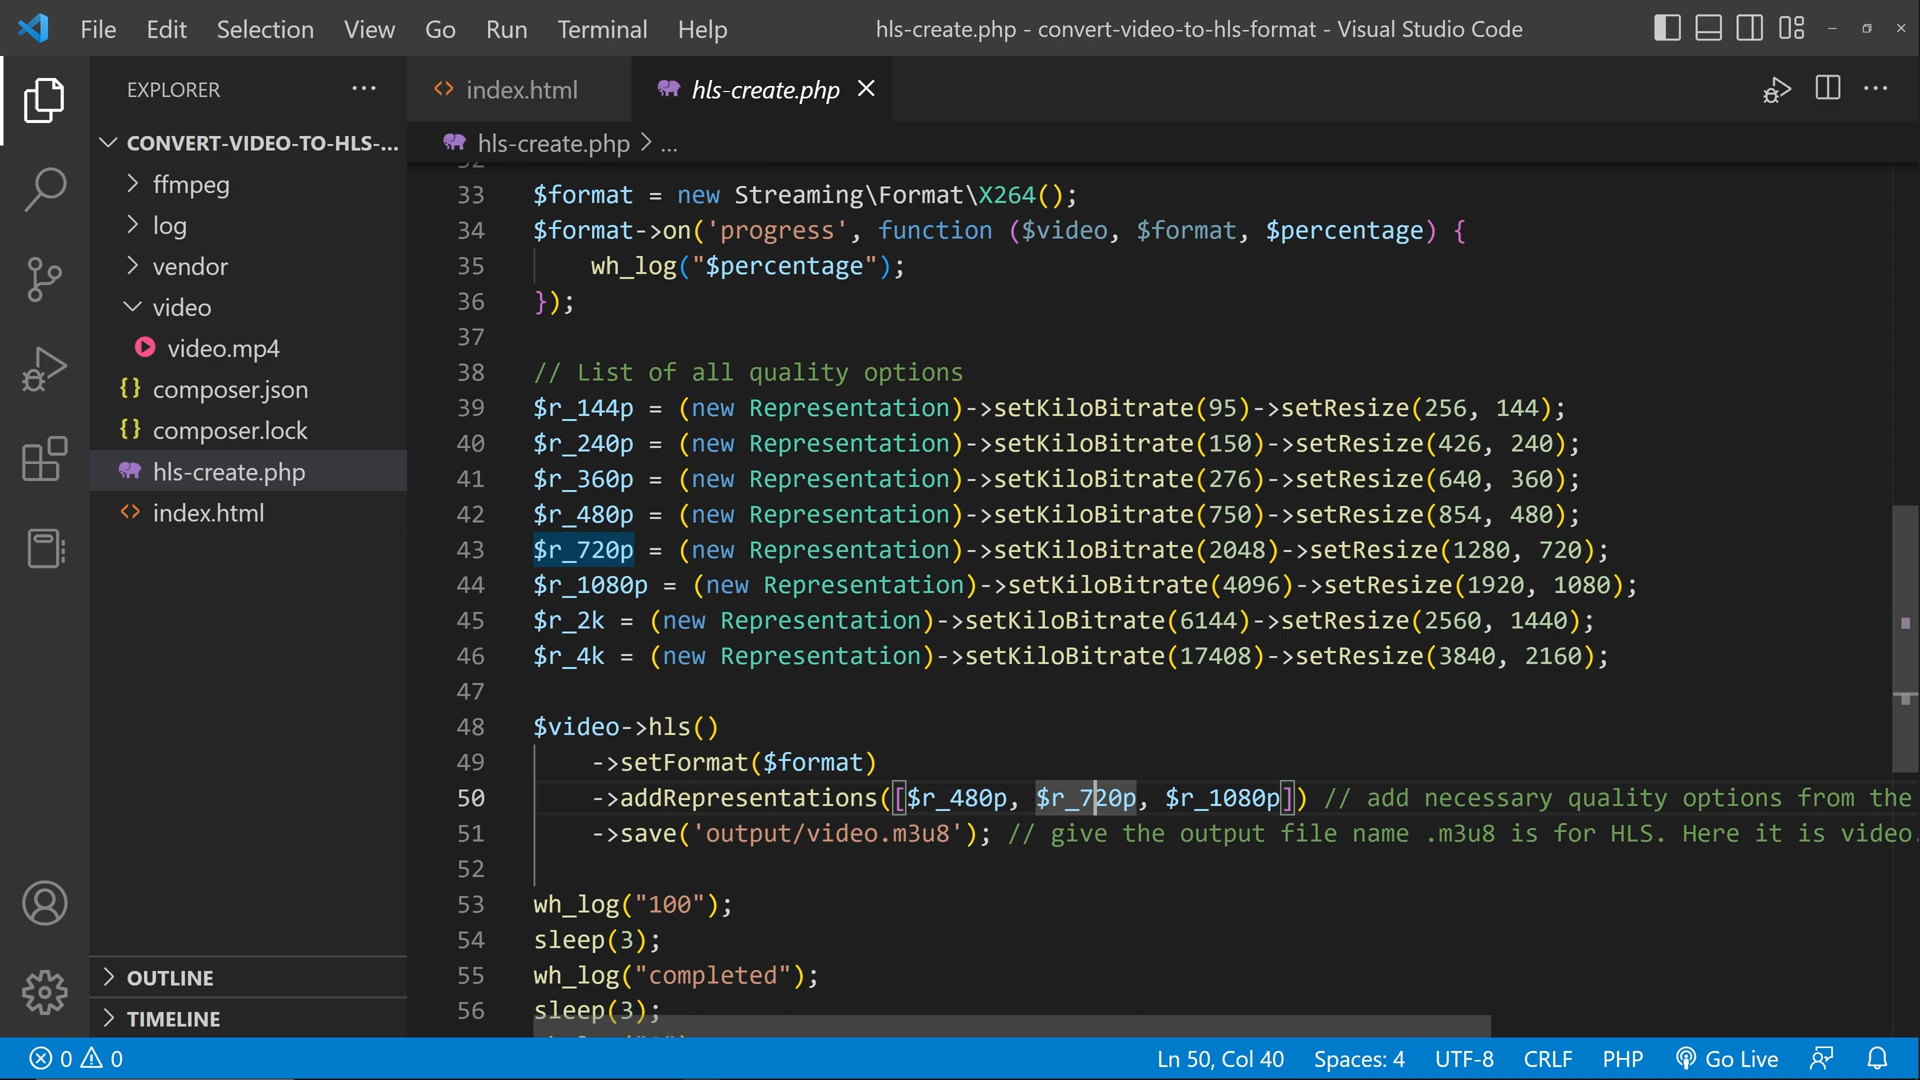 File Edit Selection View Go Run Terminal Help hls-create.php - convert-video-to-hls-format - Visual Studio Code
EXPLORER
CONVERT-VIDEO-TO-HLS-...
ffmpeg
log
vendor
video
video.mp4
composer.json
composer.lock
hls-create.php
index.html
OUTLINE
TIMELINE
index.html hls-create.php
hls-create.php > ...
32
33 $format = new Streaming\Format\X264();
34 $format->on('progress', function ($video, $format, $percentage) {
35 wh_log("$percentage");
36 });
37
38 // List of all quality options
39 $r_144p = (new Representation)->setKiloBitrate(95)->setResize(256, 144);
40 $r_240p = (new Representation)->setKiloBitrate(150)->setResize(426, 240);
41 $r_360p = (new Representation)->setKiloBitrate(276)->setResize(640, 360);
42 $r_480p = (new Representation)->setKiloBitrate(750)->setResize(854, 480);
43 $r_720p = (new Representation)->setKiloBitrate(2048)->setResize(1280, 720);
44 $r_1080p = (new Representation)->setKiloBitrate(4096)->setResize(1920, 1080);
45 $r_2k = (new Representation)->setKiloBitrate(6144)->setResize(2560, 1440);
46 $r_4k = (new Representation)->setKiloBitrate(17408)->setResize(3840, 2160);
47
48 $video->hls()
49 ->setFormat($format)
50 ->addRepresentations([$r_480p, $r_720p, $r_1080p]) // add necessary quality options from the
51 ->save('output/video.m3u8'); // give the output file name .m3u8 is for HLS. Here it is video.
52
53 wh_log("100");
54 sleep(3);
55 wh_log("completed");
56 sleep(3);
0 0 Ln 50, Col 40 Spaces: 4 UTF-8 CRLF PHP Go Live